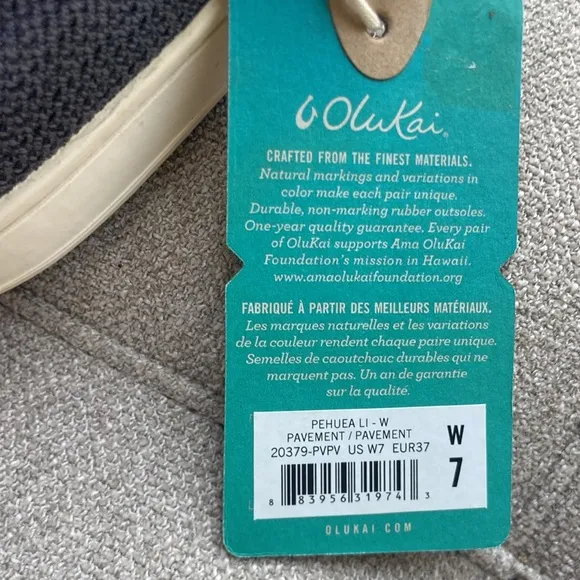 OluKai®
CRAFTED FROM THE FINEST MATERIALS.
Natural markings and variations in
color make each pair unique.
Durable, non-marking rubber outsoles.
One-year quality guarantee. Every pair
of OluKai supports Ama OluKai
Foundation's mission in Hawaii.
www.amaolukaifoundation.org
FABRIQUÉ À PARTIR DES MEILLEURS MATÉRIAUX.
Les marques naturelles et les variations
de la couleur rendent chaque paire unique.
Semelles de caoutchouc durables qui ne
marquent pas. Un an de garantie
sur la qualité.
PEHUEA LI - W
PAVEMENT / PAVEMENT
20379-PVPV US W7 EUR37
W
7
8 83956 31974 3
OLUKAI.COM